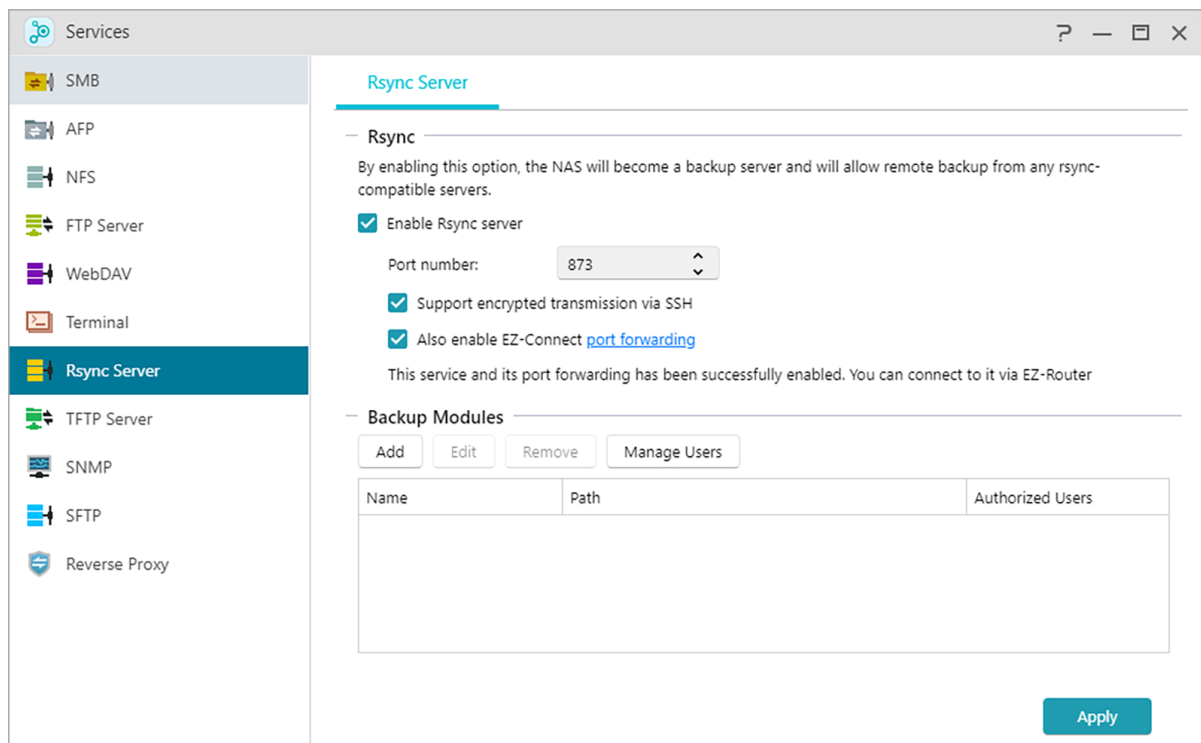 Services
SMB
AFP
NFS
FTP Server
WebDAV
Terminal
Rsync Server
TFTP Server
SNMP
SFTP
Reverse Proxy
Rsync Server
Rsync
By enabling this option, the NAS will become a backup server and will allow remote backup from any rsync-
compatible servers.
Enable Rsync server
Port number: 873
Support encrypted transmission via SSH
Also enable EZ-Connect port forwarding
This service and its port forwarding has been successfully enabled. You can connect to it via EZ-Router
Backup Modules
Add Edit Remove Manage Users
Name Path Authorized Users
Apply